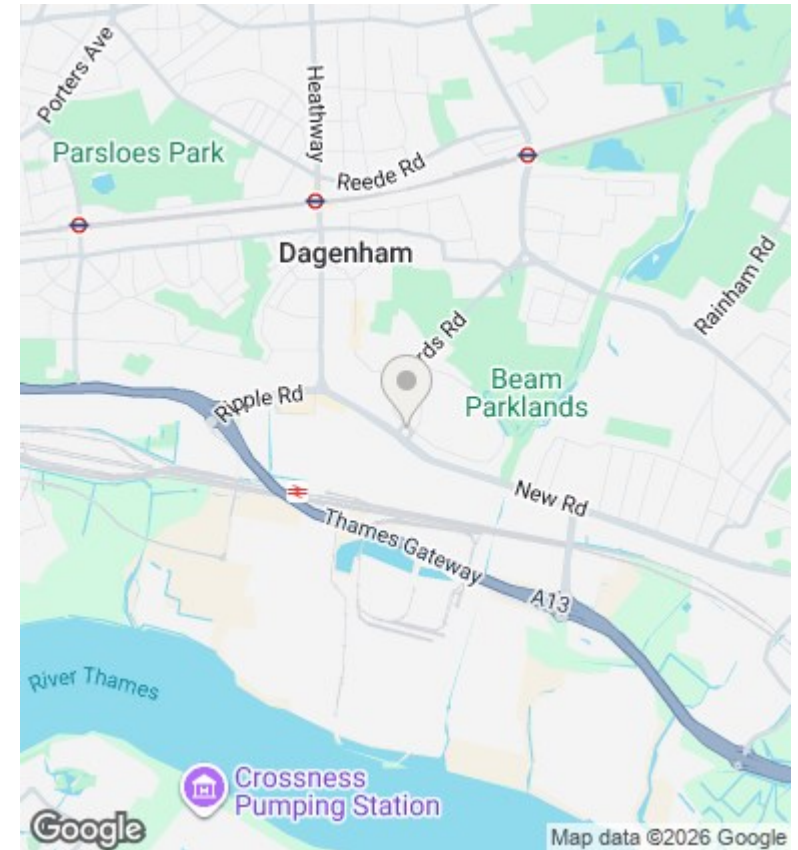 Porters Ave
Heathway
Parsloes Park
Reede Rd
Dagenham
Rainham Rd
rds Rd
Beam
Parklands
Ripple Rd
New Rd
Thames Gateway
A13
River Thames
Crossness
Pumping Station
Google
Map data ©2026 Google